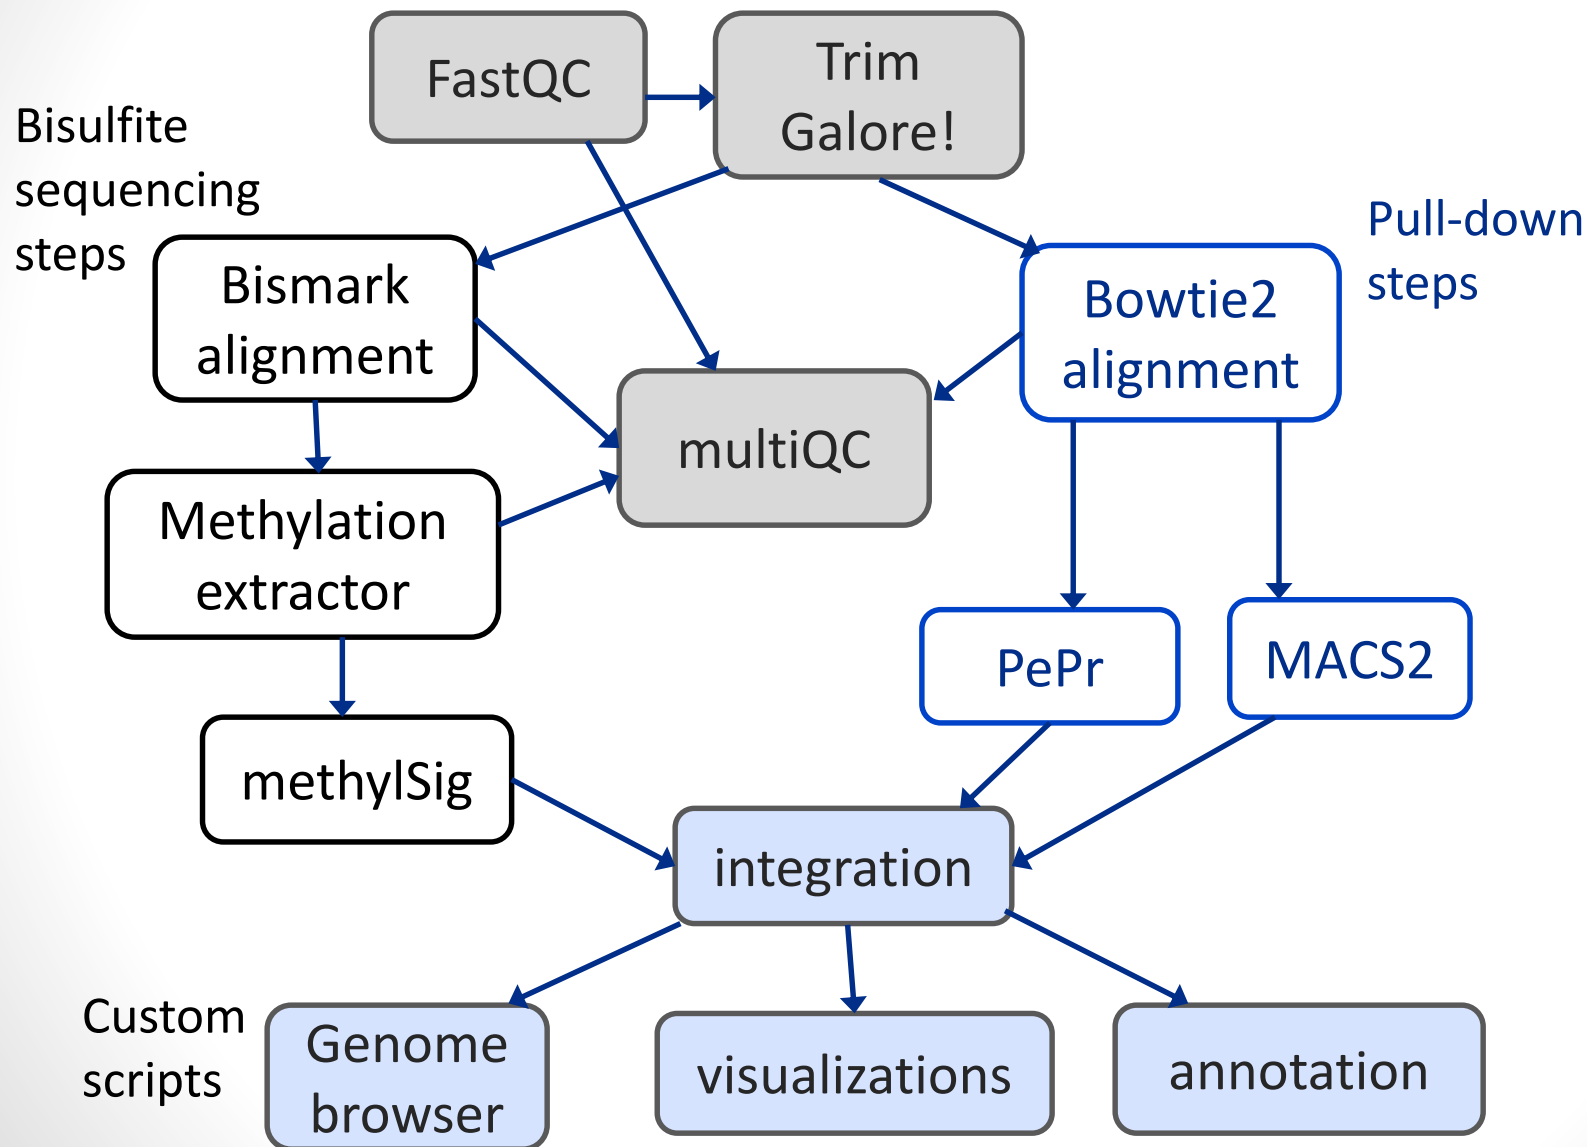 FastQC
Trim
Galore!
Bisulfite
sequencing
steps
Pull-down
steps
Bismark
alignment
Bowtie2
alignment
multiQC
Methylation
extractor
PePr
MACS2
methylSig
integration
Custom
scripts
Genome
browser
visualizations
annotation